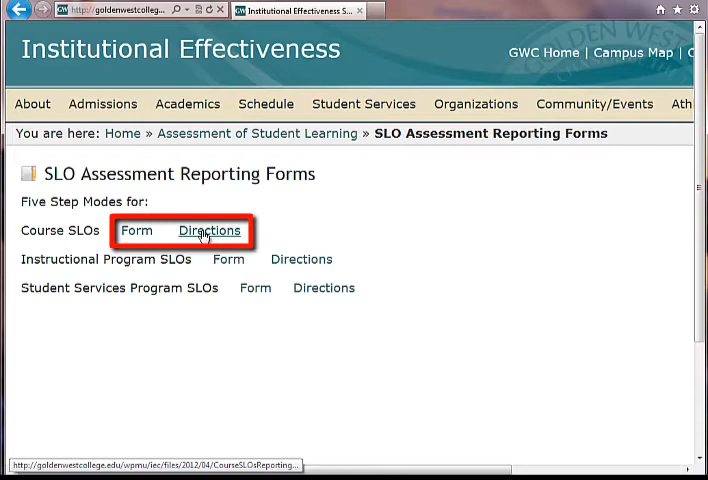 http://goldenwestcollege....
Institutional Effectiveness S...
Institutional Effectiveness
GWC Home | Campus Map | C
About Admissions Academics Schedule Student Services Organizations Community/Events Ath
You are here: Home » Assessment of Student Learning » SLO Assessment Reporting Forms
SLO Assessment Reporting Forms
Five Step Modes for:
Course SLOs Form Directions
Instructional Program SLOs Form Directions
Student Services Program SLOs Form Directions
http://goldenwestcollege.edu/wpmu/iec/files/2012/04/CourseSLOsReporting...